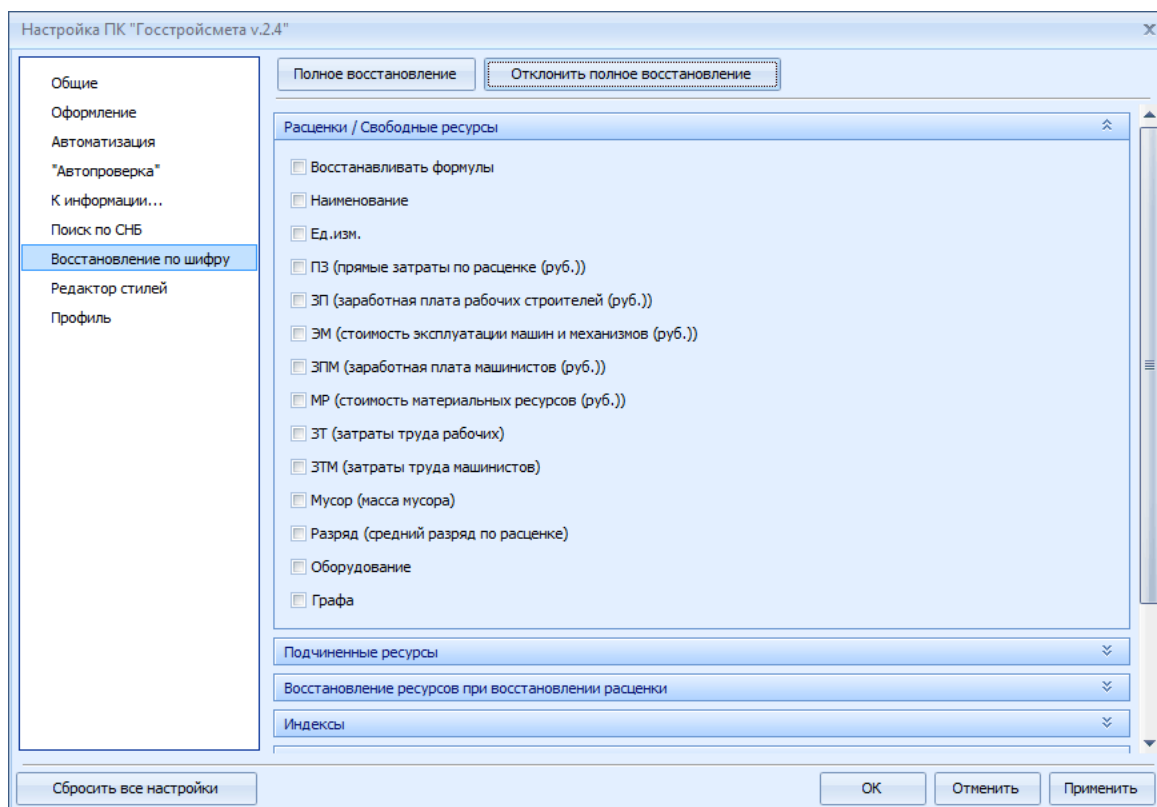 Настройка ПК "Госстройсмета v.2.4"
Общие
Оформление
Автоматизация
"Автопроверка"
К информации...
Поиск по СНБ
Восстановление по шифру
Редактор стилей
Профиль
Полное восстановление
Отклонить полное восстановление
Расценки / Свободные ресурсы
Восстанавливать формулы
Наименование
Ед.изм.
ПЗ (прямые затраты по расценке (руб.))
ЗП (заработная плата рабочих строителей (руб.))
ЭМ (стоимость эксплуатации машин и механизмов (руб.))
ЗПМ (заработная плата машинистов (руб.))
МР (стоимость материальных ресурсов (руб.))
ЗТ (затраты труда рабочих)
ЗТМ (затраты труда машинистов)
Мусор (масса мусора)
Разряд (средний разряд по расценке)
Оборудование
Графа
Подчиненные ресурсы
Восстановление ресурсов при восстановлении расценки
Индексы
Сбросить все настройки
ОК
Отменить
Применить